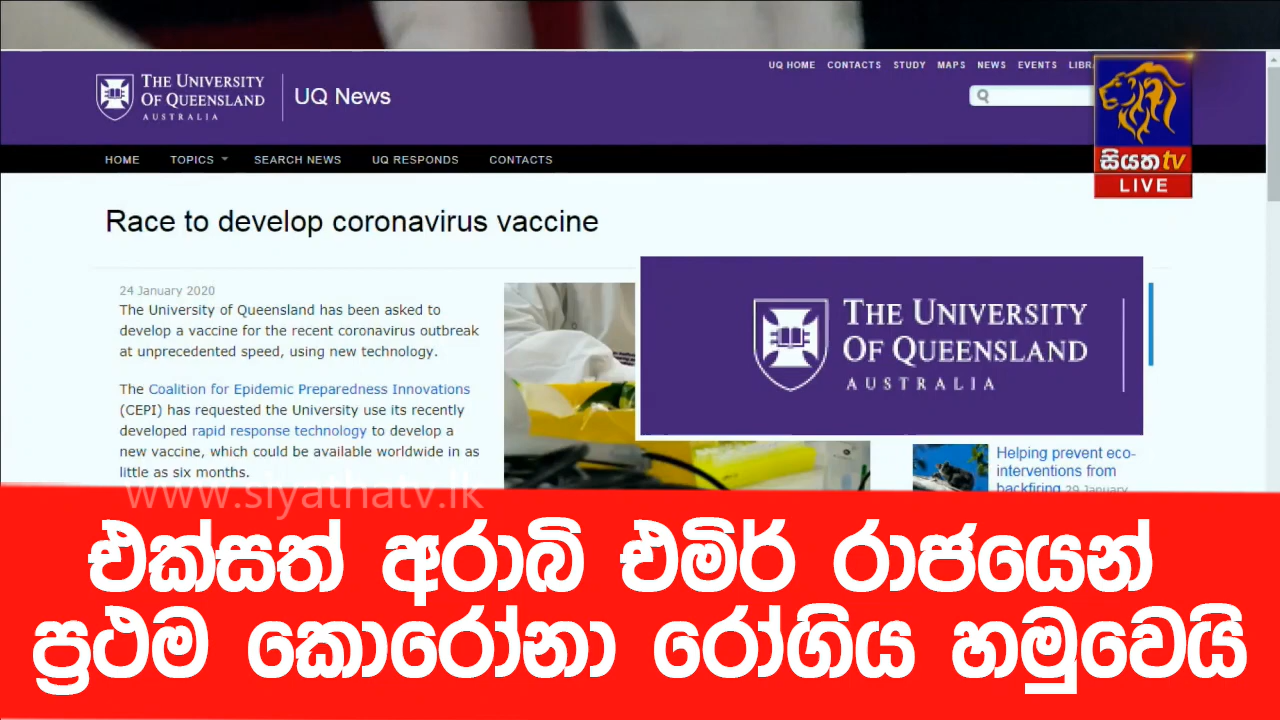 THE UNIVERSITY
OF QUEENSLAND
AUSTRALIA
UQ News
UQ HOME CONTACTS STUDY MAPS NEWS EVENTS
සියත tv
LIVE
HOME TOPICS SEARCH NEWS UQ RESPONDS CONTACTS
Race to develop coronavirus vaccine
24 January 2020
The University of Queensland has been asked to
develop a vaccine for the recent coronavirus outbreak
at unprecedented speed, using new technology.
The Coalition for Epidemic Preparedness Innovations
(CEPI) has requested the University use its recently
developed rapid response technology to develop a
new vaccine, which could be available worldwide in as
little as six months.
THE UNIVERSITY
OF QUEENSLAND
AUSTRALIA
Helping prevent eco-
interventions from
backfiring 29 January
www.siyathatv.lk
එක්සත් අරාබි එමිර් රාජයෙන්
ප්‍රථම කොරෝනා රෝගිය හමුවෙයි